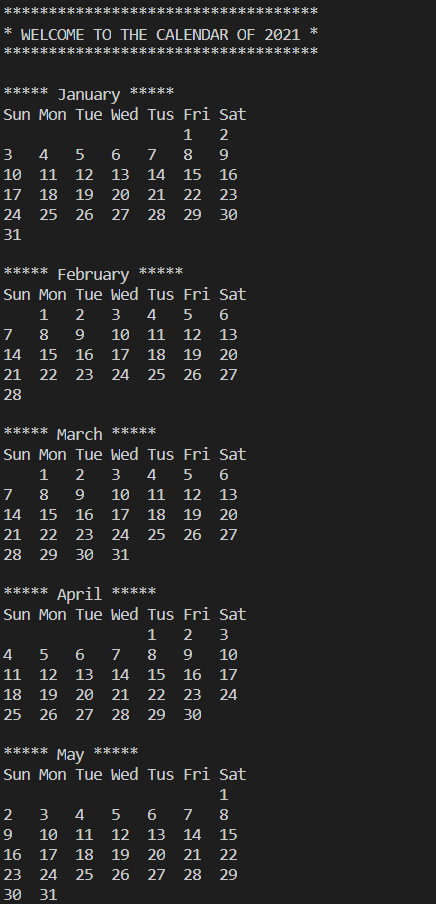 ***********************************
* WELCOME TO THE CALENDAR OF 2021 *
***********************************

***** January *****
Sun Mon Tue Wed Tus Fri Sat
                    1   2
3   4   5   6   7   8   9
10  11  12  13  14  15  16
17  18  19  20  21  22  23
24  25  26  27  28  29  30
31

***** February *****
Sun Mon Tue Wed Tus Fri Sat
    1   2   3   4   5   6
7   8   9   10  11  12  13
14  15  16  17  18  19  20
21  22  23  24  25  26  27
28

***** March *****
Sun Mon Tue Wed Tus Fri Sat
    1   2   3   4   5   6
7   8   9   10  11  12  13
14  15  16  17  18  19  20
21  22  23  24  25  26  27
28  29  30  31

***** April *****
Sun Mon Tue Wed Tus Fri Sat
                1   2   3
4   5   6   7   8   9   10
11  12  13  14  15  16  17
18  19  20  21  22  23  24
25  26  27  28  29  30

***** May *****
Sun Mon Tue Wed Tus Fri Sat
                        1
2   3   4   5   6   7   8
9   10  11  12  13  14  15
16  17  18  19  20  21  22
23  24  25  26  27  28  29
30  31